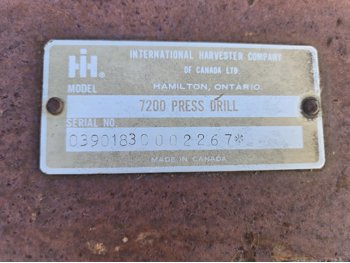 IH
INTERNATIONAL HARVESTER COMPANY
OF CANADA LTD.
MODEL
HAMILTON, ONTARIO
7200 PRESS DRILL
SERIAL NO.
0390183C002267*
MADE IN CANADA